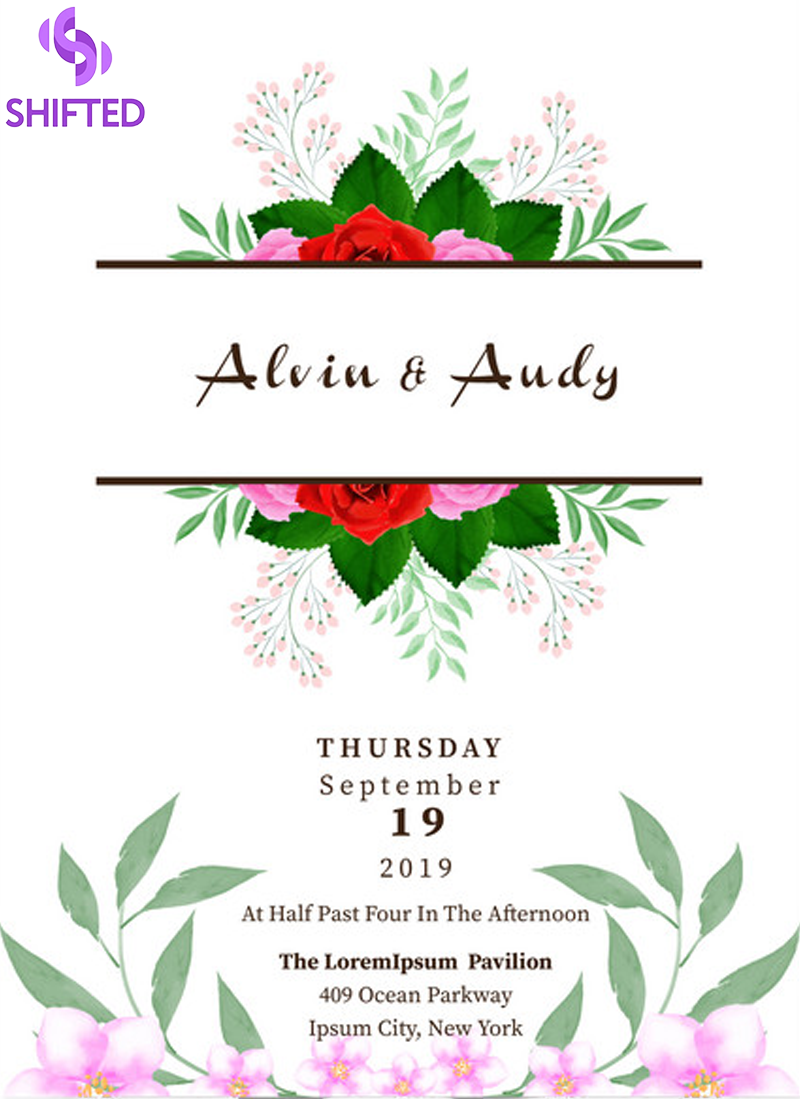 SHIFTED
Alvin & Audy
THURSDAY
September
19
2019
At Half Past Four In The Afternoon
The LoremIpsum Pavilion
409 Ocean Parkway
Ipsum City, New York